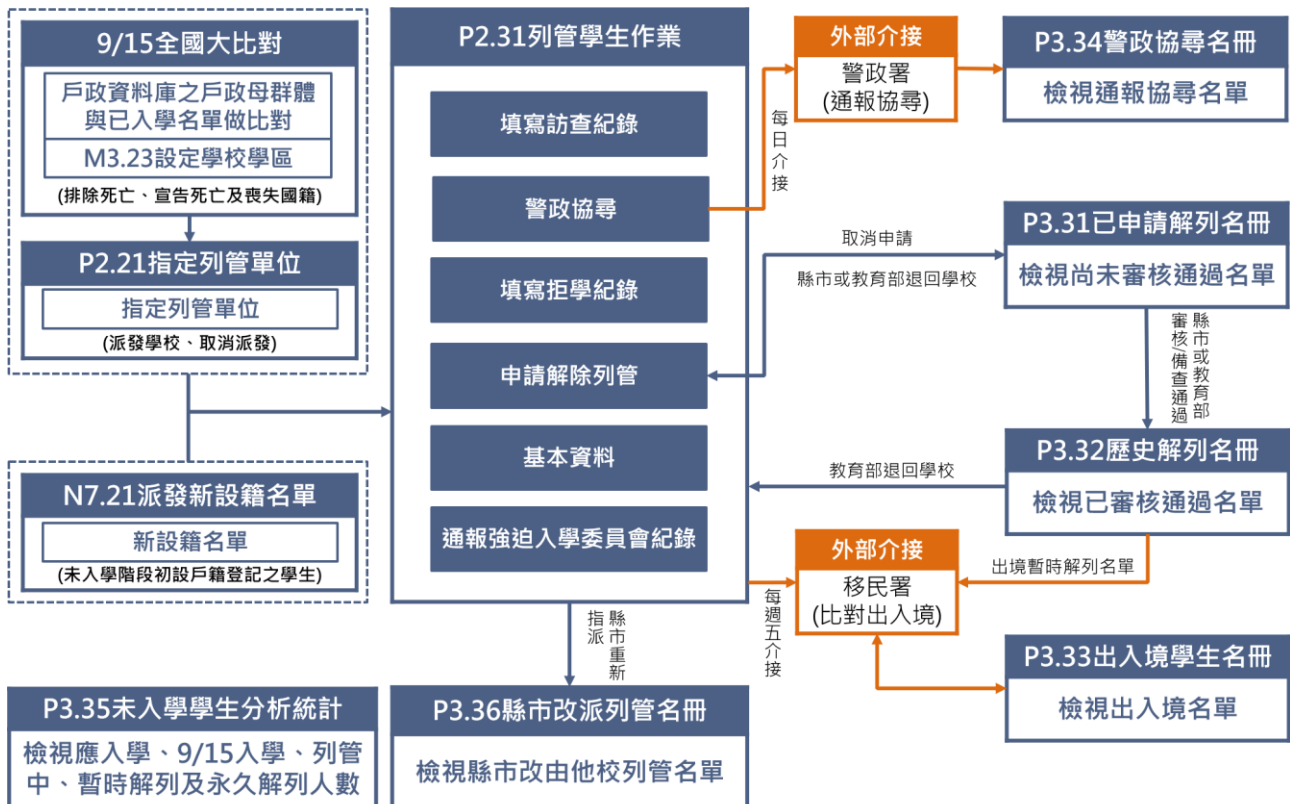 9/15全國大比對
戶政資料庫之戶政母群體
與已入學名單做比對
M3.23設定學校學區
(排除死亡、宣告死亡及喪失國籍)
P2.21指定列管單位
指定列管單位
(派發學校、取消派發)
N7.21派發新設籍名單
新設籍名單
(未入學階段初設戶籍登記之學生)
P2.31列管學生作業
填寫訪查紀錄
警政協尋
填寫拒學紀錄
申請解除列管
基本資料
通報強迫入學委員會紀錄
每日介接
外部介接
警政署
(通報協尋)
P3.34警政協尋名冊
檢視通報協尋名單
取消申請
縣市或教育部退回學校
P3.31已申請解列名冊
檢視尚未審核通過名單
縣市或教育部
審核/備查通過
P3.32歷史解列名冊
檢視已審核通過名單
教育部退回學校
出境暫時解列名單
每週五介接
外部介接
移民署
(比對出入境)
P3.33出入境學生名冊
檢視出入境名單
縣市重新
指派
P3.35未入學學生分析統計
檢視應入學、9/15入學、列管
中、暫時解列及永久解列人數
P3.36縣市改派列管名冊
檢視縣市改由他校列管名單